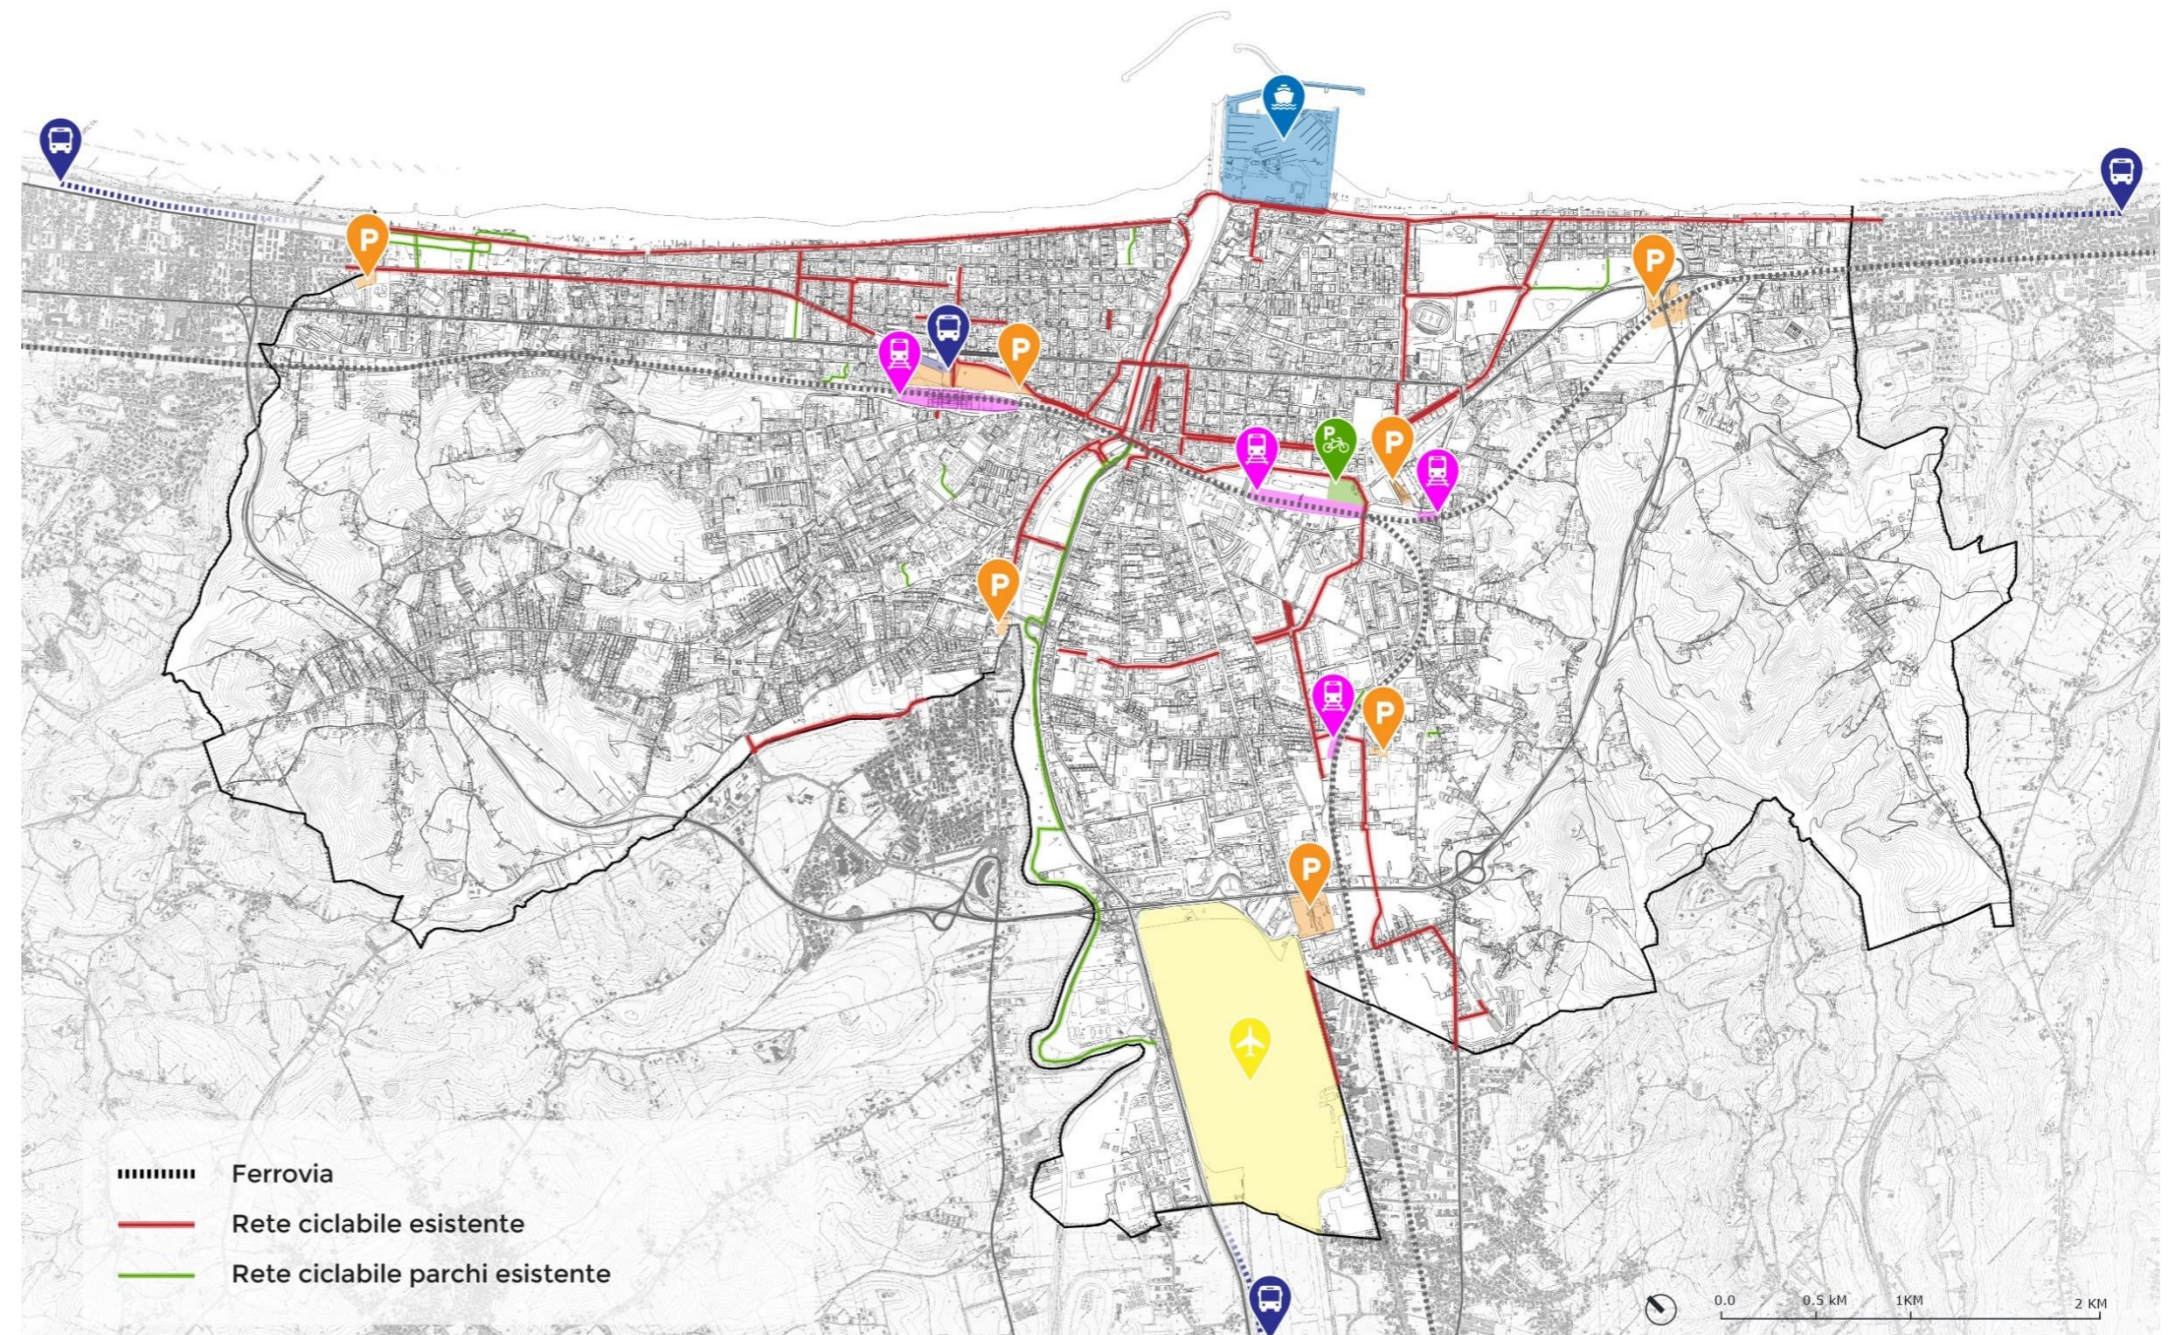 P
P
P
P
P
P
P
P
Ferrovia
Rete ciclabile esistente
Rete ciclabile parchi esistente
0.0
0.5 kM
1KM
2 KM